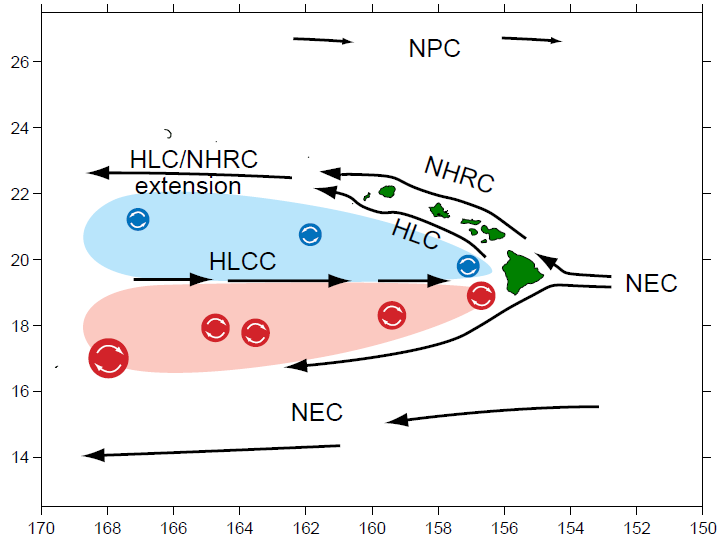 26
24
22
20
18
16
14
NPC
HLC/NHRC
extension
NHRC
HLC
HLCC
NEC
NEC
170 168 166 164 162 160 158 156 154 152 150